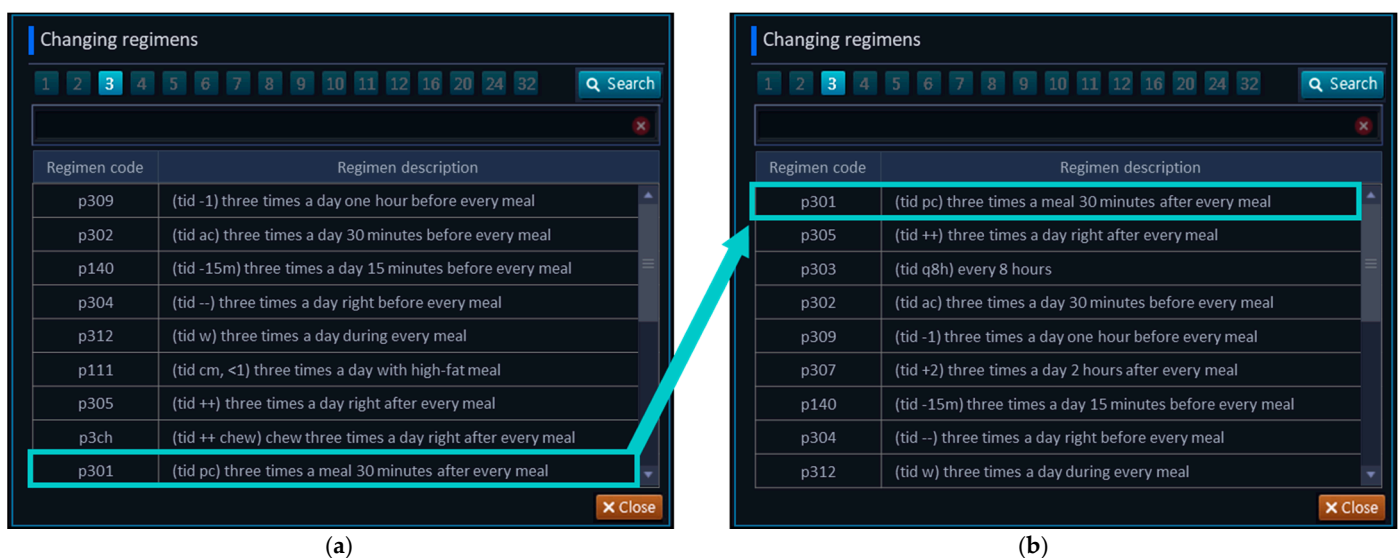 Changing regimens
1 2 3 4 5 6 7 8 9 10 11 12 16 20 24 32 Search
Regimen code Regimen description
p309 (tid -1) three times a day one hour before every meal
p302 (tid ac) three times a day 30 minutes before every meal
p140 (tid -15m) three times a day 15 minutes before every meal
p304 (tid --) three times a day right before every meal
p312 (tid w) three times a day during every meal
p111 (tid cm, <1) three times a day with high-fat meal
p305 (tid ++) three times a day right after every meal
p3ch (tid ++ chew) chew three times a day right after every meal
p301 (tid pc) three times a meal 30 minutes after every meal
Close
(a)
Changing regimens
1 2 3 4 5 6 7 8 9 10 11 12 16 20 24 32 Search
Regimen code Regimen description
p301 (tid pc) three times a meal 30 minutes after every meal
p305 (tid ++) three times a day right after every meal
p303 (tid q8h) every 8 hours
p302 (tid ac) three times a day 30 minutes before every meal
p309 (tid -1) three times a day one hour before every meal
p307 (tid +2) three times a day 2 hours after every meal
p140 (tid -15m) three times a day 15 minutes before every meal
p304 (tid --) three times a day right before every meal
p312 (tid w) three times a day during every meal
Close
(b)